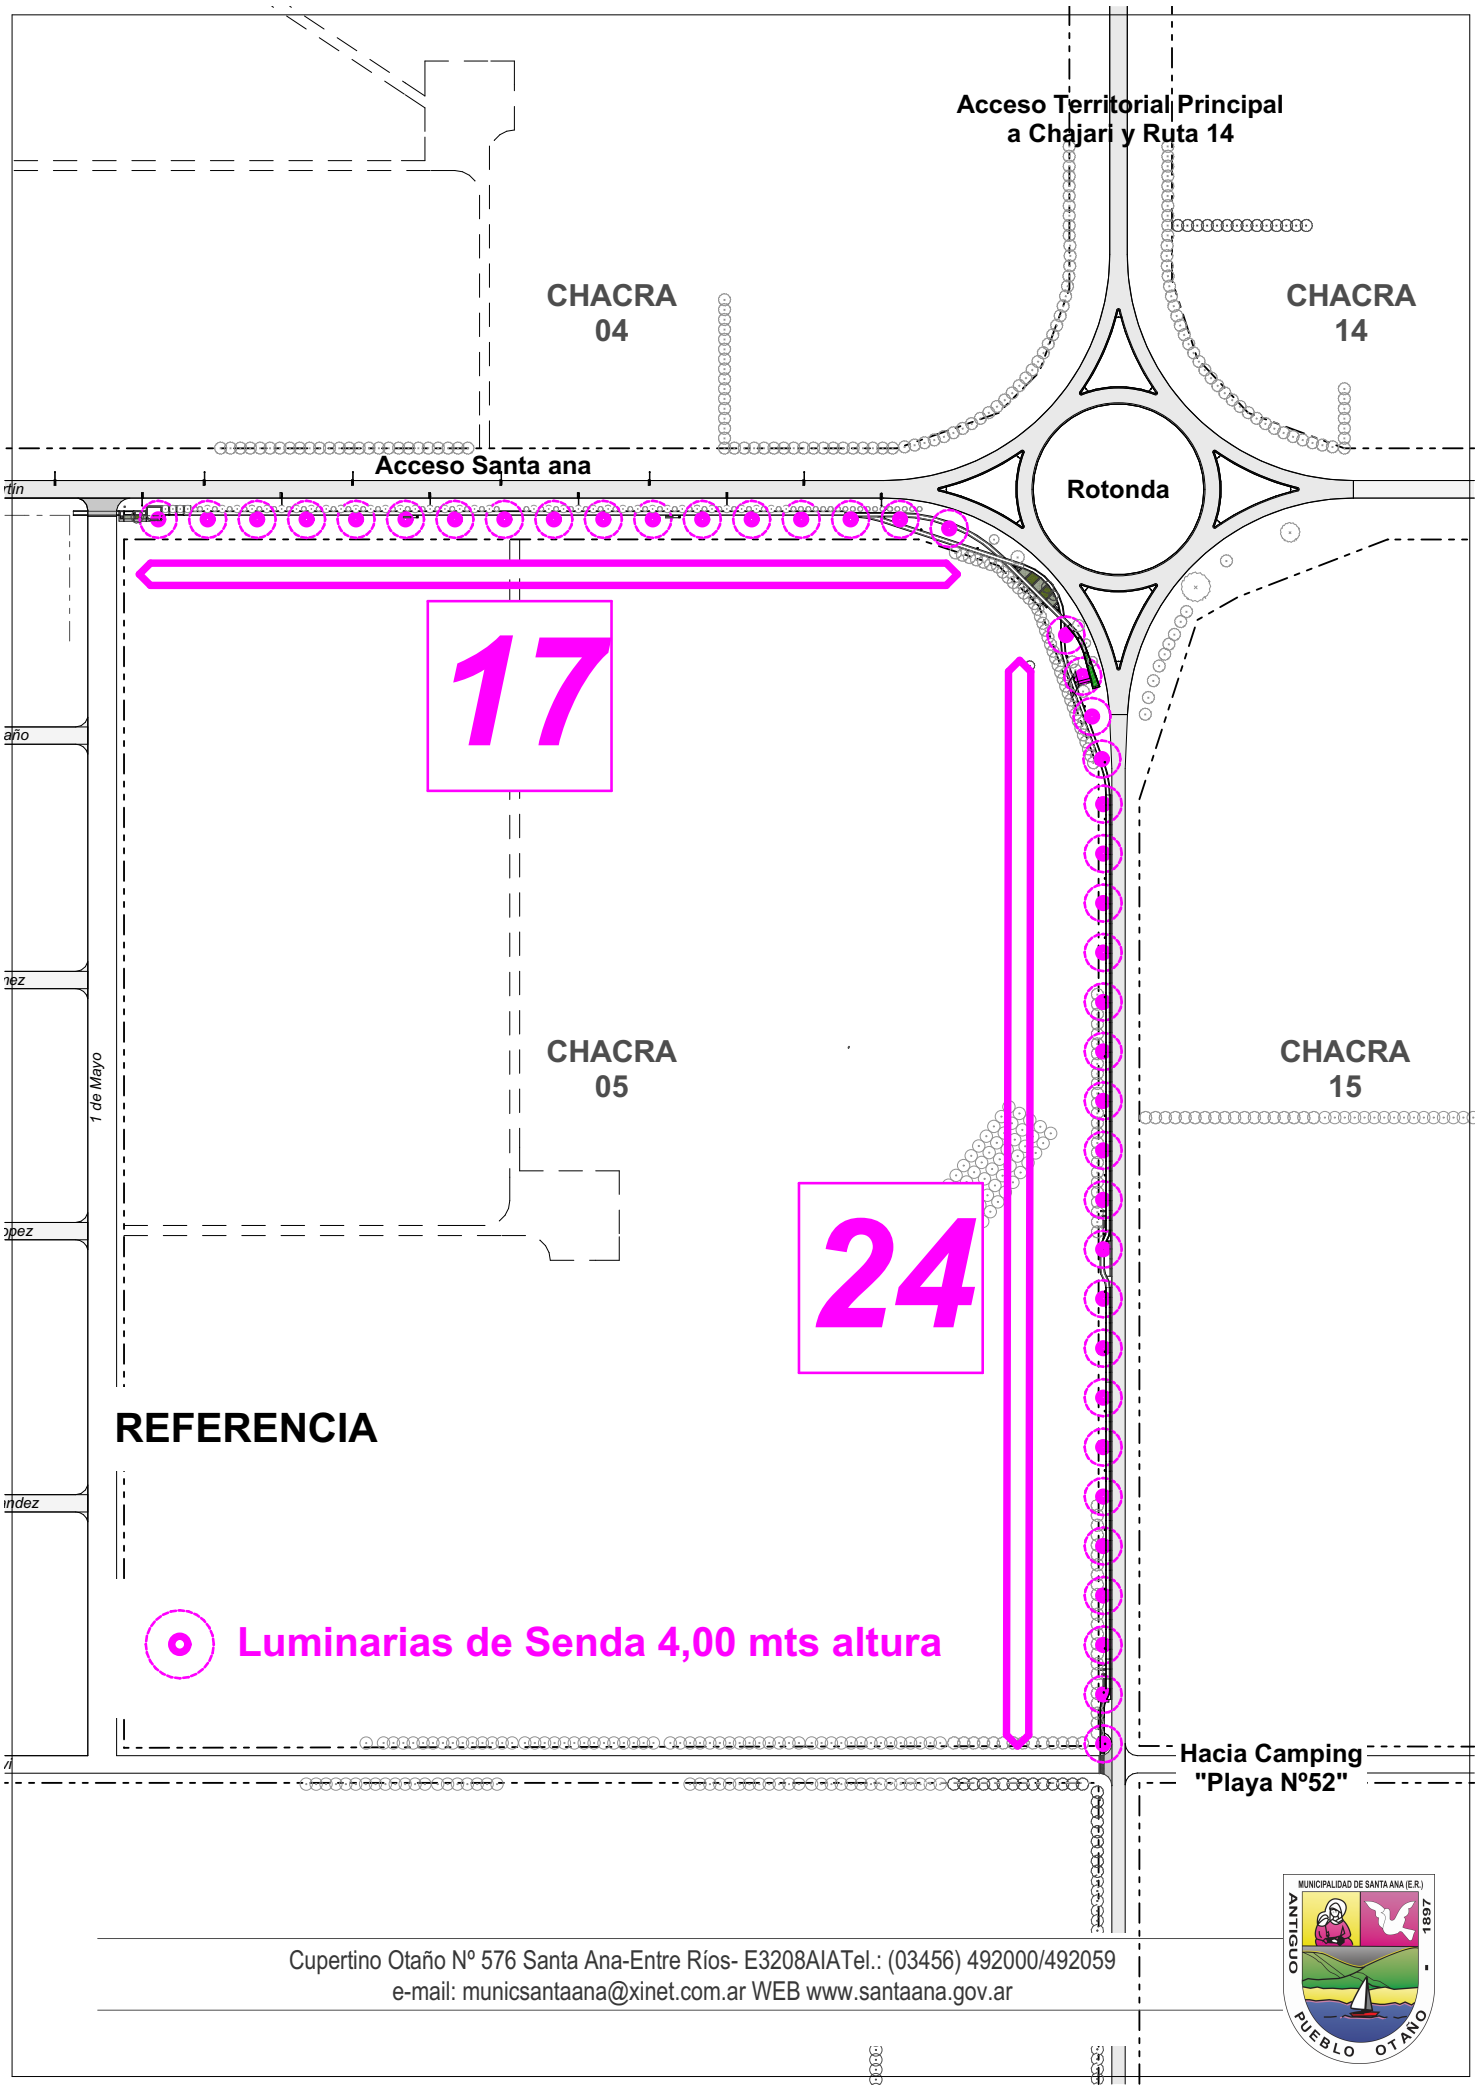 Acceso Territorial Principal
a Chajari y Ruta 14
CHACRA
04
CHACRA
14
Acceso Santa ana
Rotonda
17
1 de Mayo
CHACRA
05
CHACRA
15
24
REFERENCIA
Luminarias de Senda 4,00 mts altura
Hacia Camping
"Playa Nº52"
Cupertino Otaño Nº 576 Santa Ana-Entre Ríos- E3208AIATel.: (03456) 492000/492059
e-mail: municsantaana@xinet.com.ar WEB www.santaana.gov.ar
MUNICIPALIDAD DE SANTA ANA (E.R.)
ANTIGUO PUEBLO OTAÑO - 1897